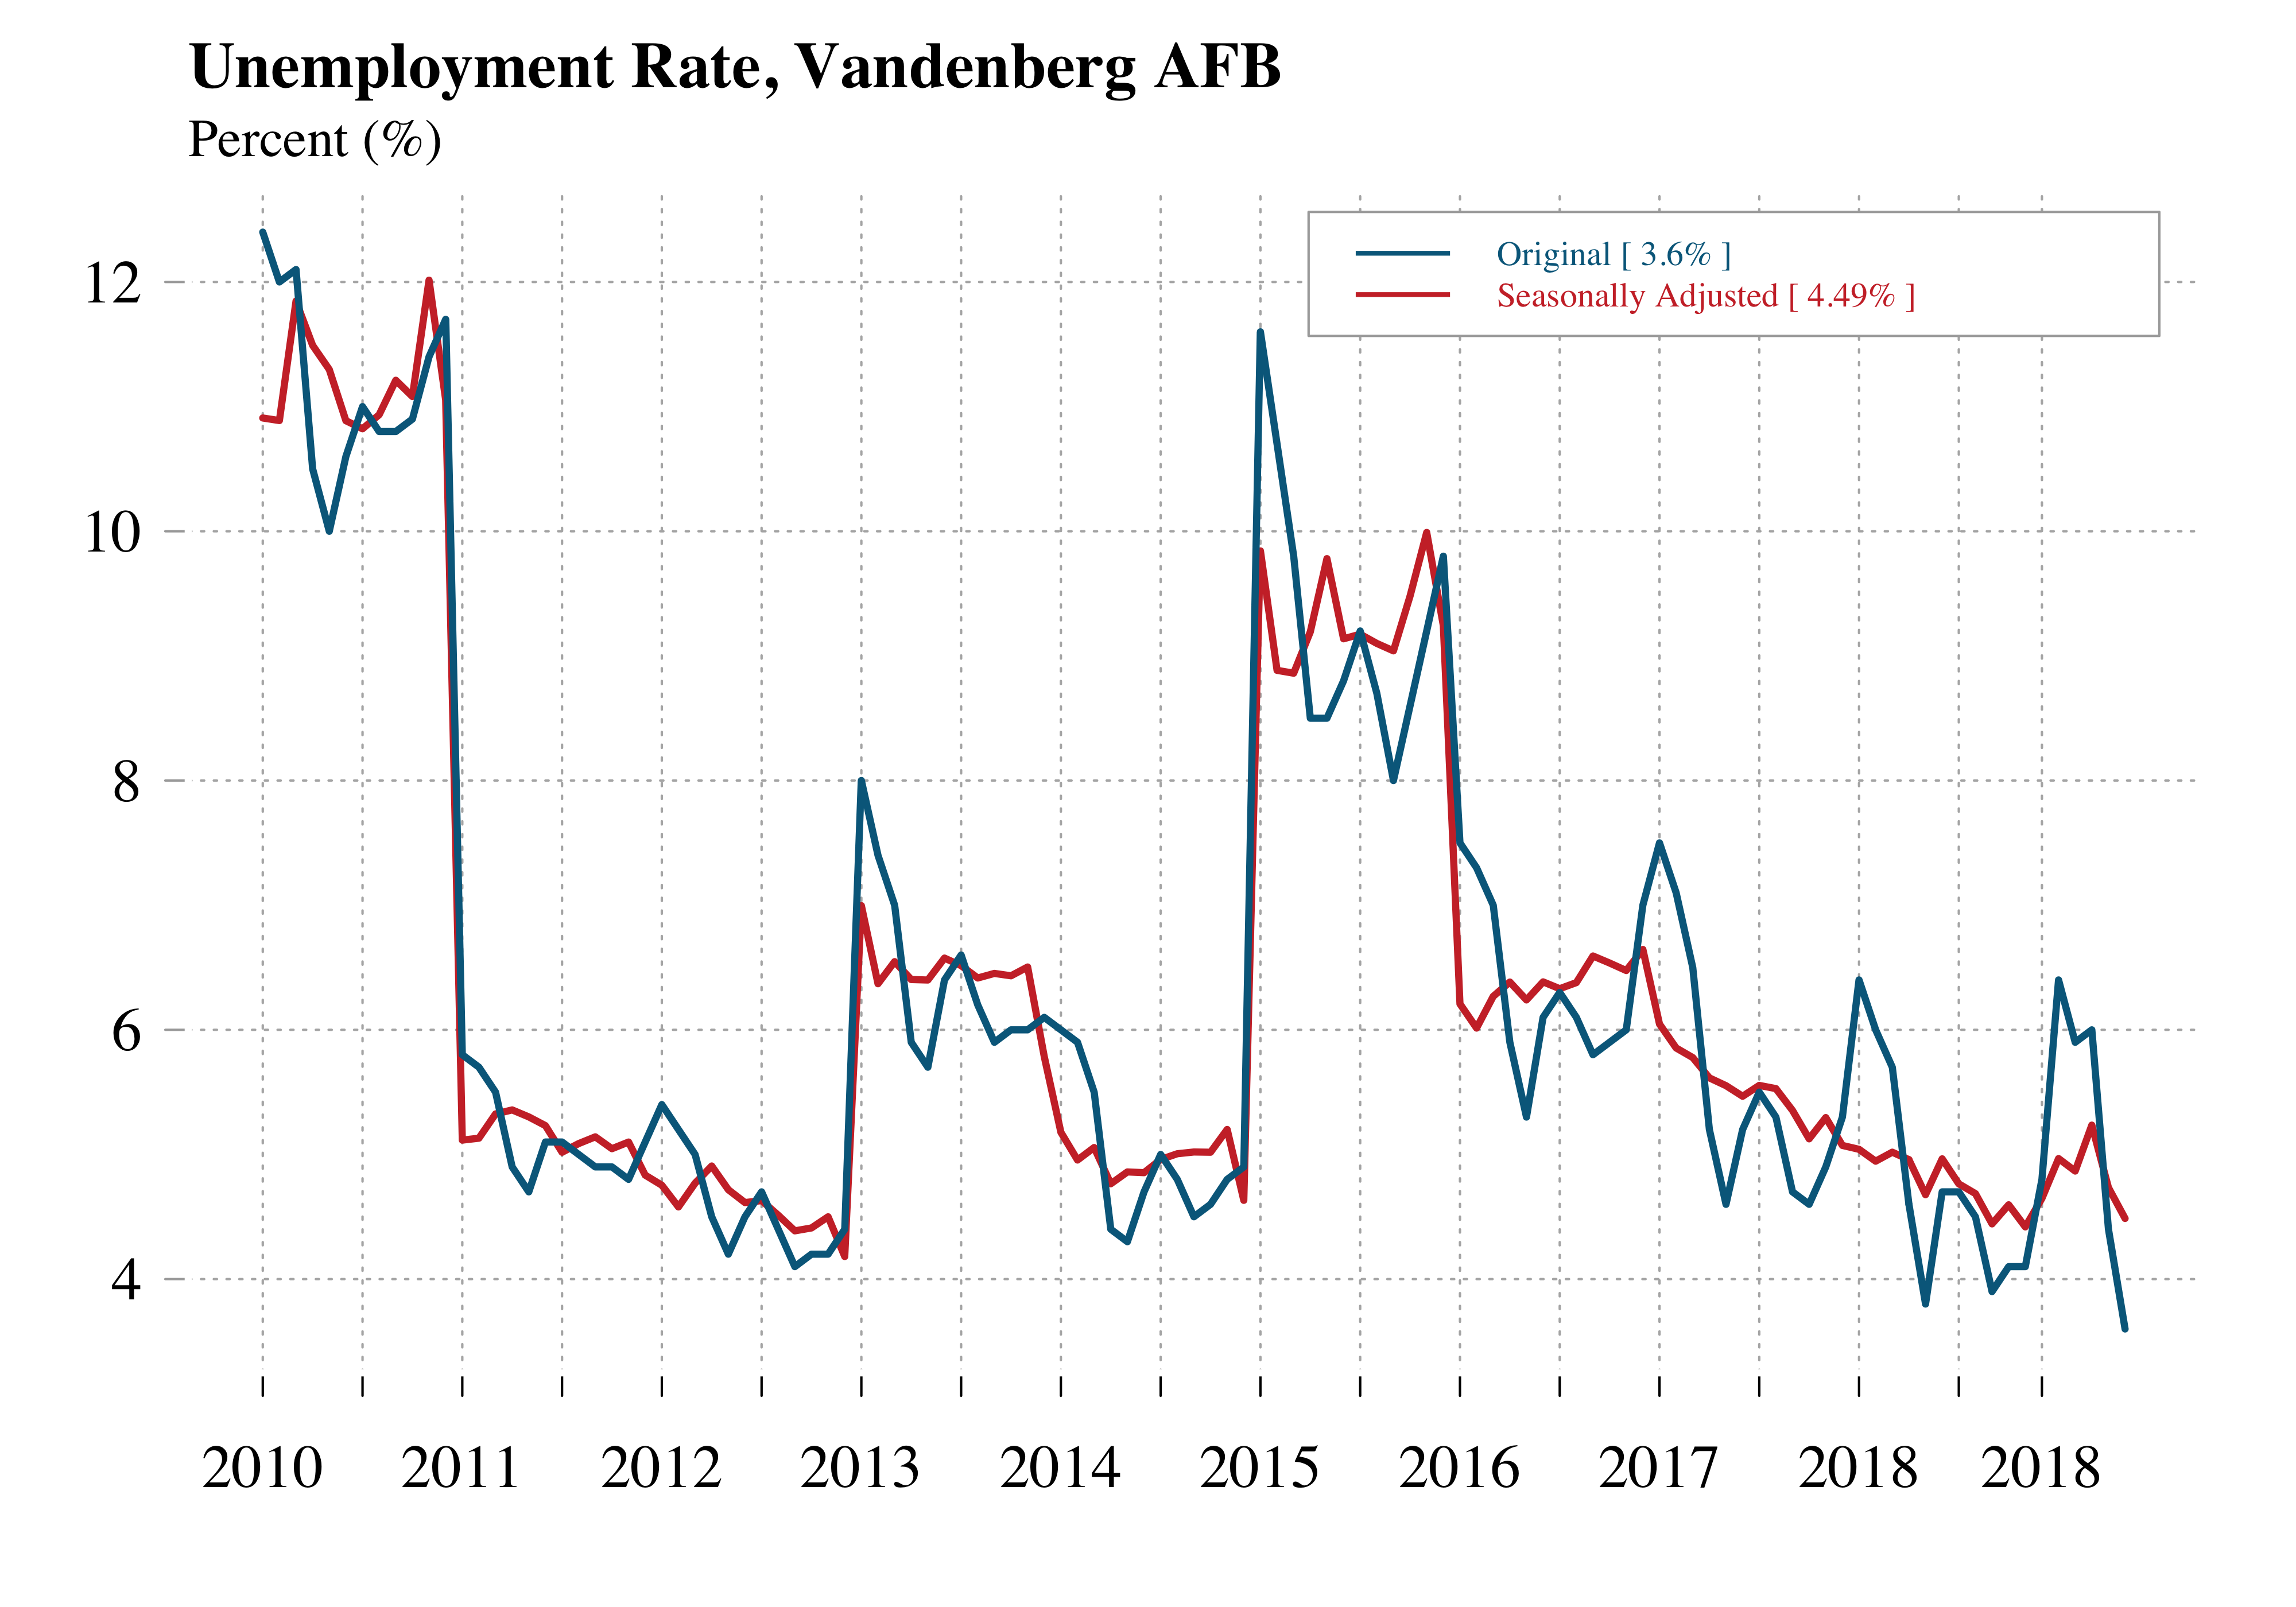 Unemployment Rate, Vandenberg AFB
Percent (%)
Original [ 3.6% ]
Seasonally Adjusted [ 4.49% ]
12
10
8
6
4
2010 2011 2012 2013 2014 2015 2016 2017 2018 2018